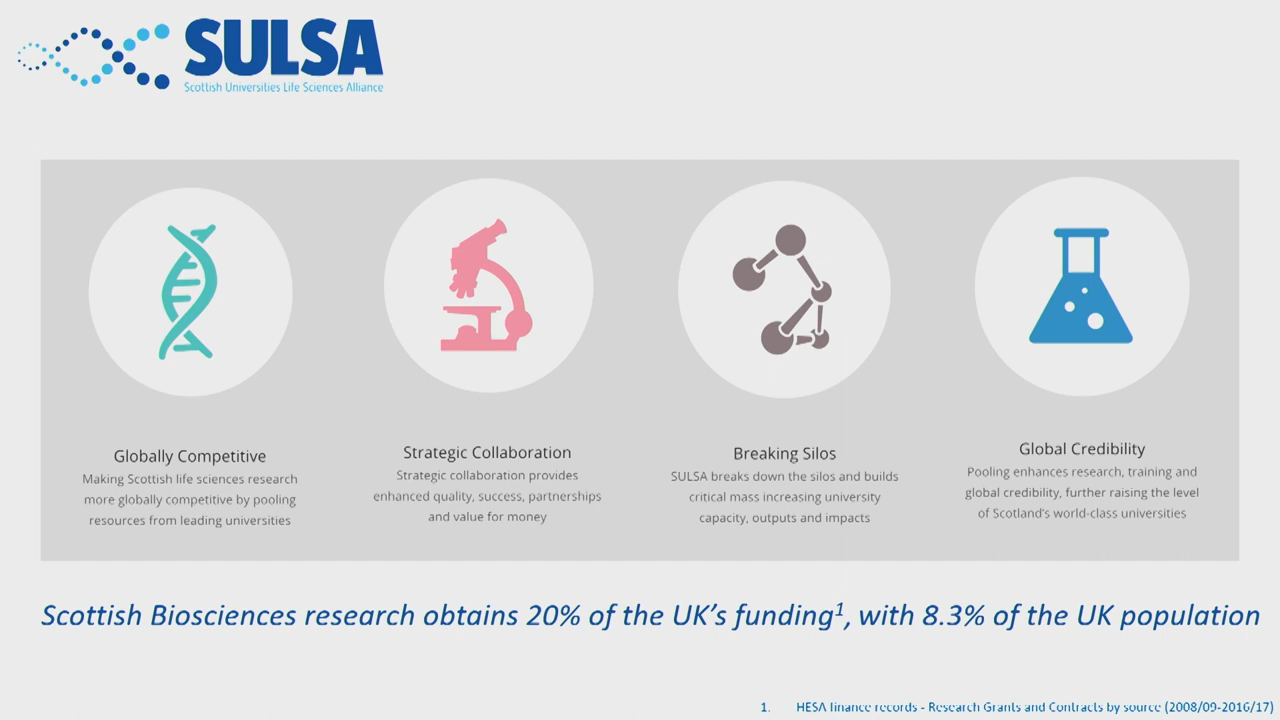 SULSA
Scottish Universities Life Sciences Alliance
Globally Competitive
Making Scottish life sciences research
more globally competitive by pooling
resources from leading universities
Strategic Collaboration
Strategic collaboration provides
enhanced quality, success, partnerships
and value for money
Breaking Silos
SULSA breaks down the silos and builds
critical mass increasing university
capacity, outputs and impacts
Global Credibility
Pooling enhances research, training and
global credibility, further raising the level
of Scotland's world-class universities
Scottish Biosciences research obtains 20% of the UK's funding¹, with 8.3% of the UK population
1. HESA finance records - Research Grants and Contracts by source (2008/09-2016/17)